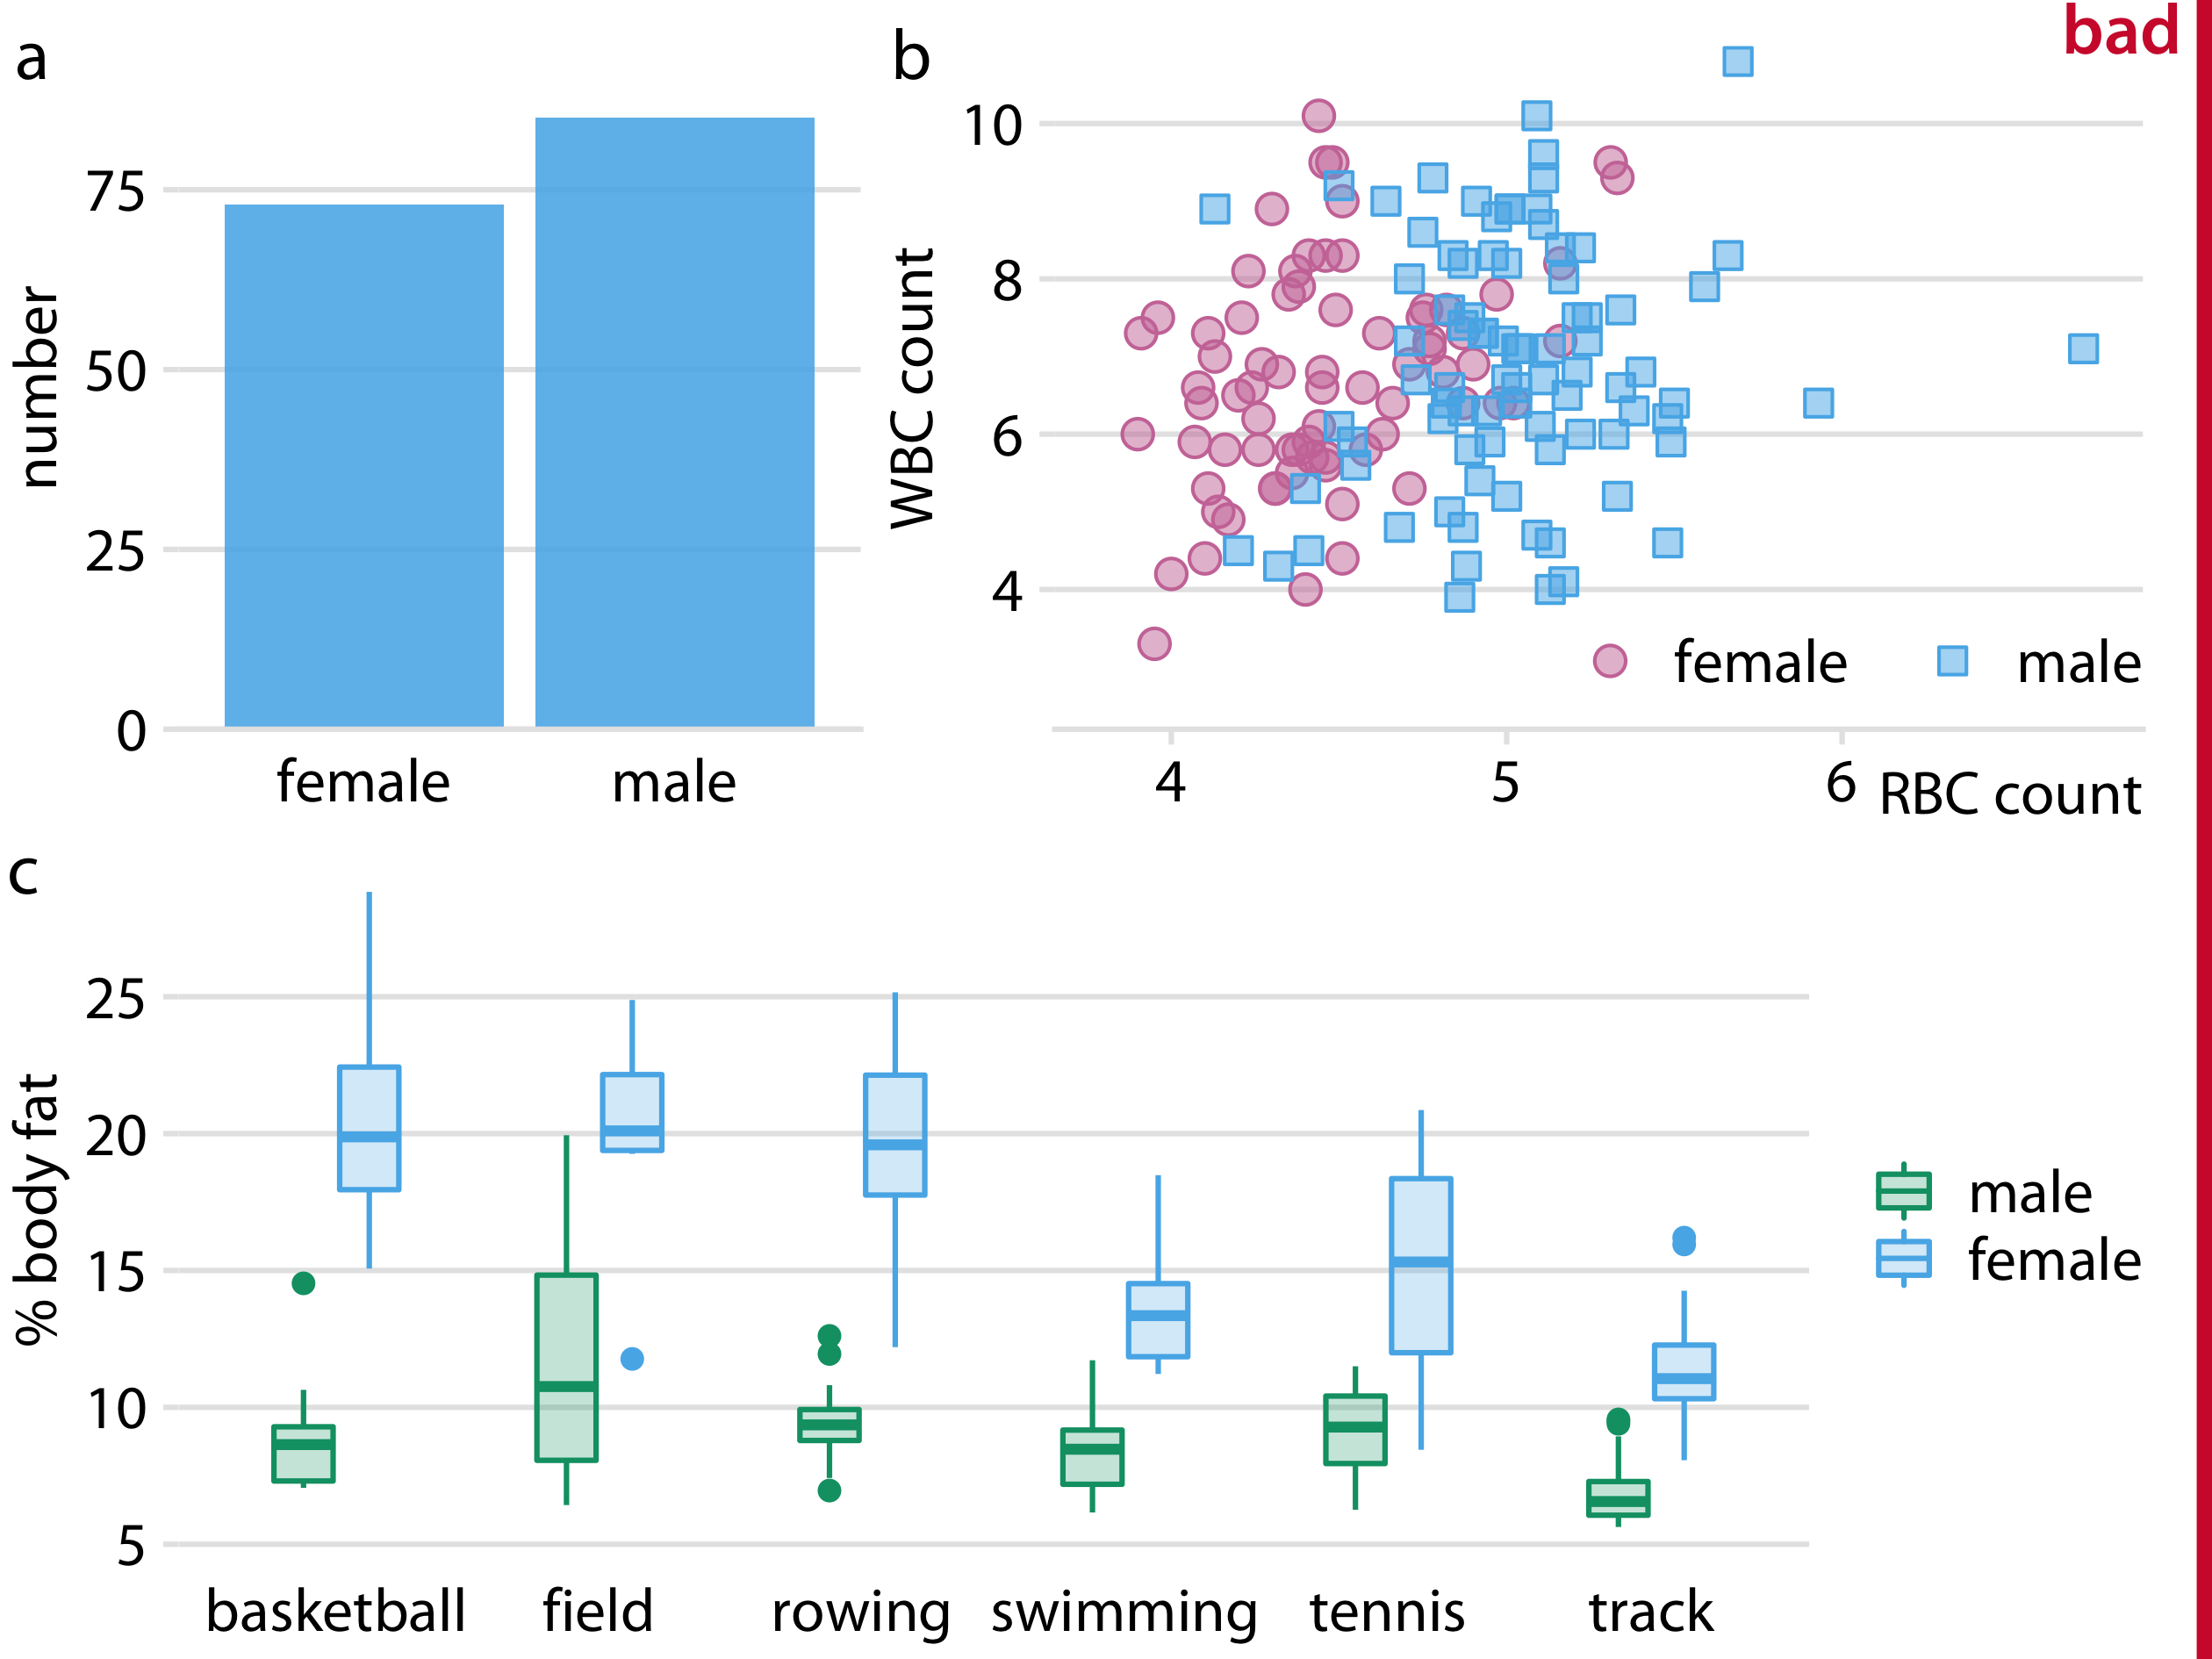 bad
a
number
75
50
25
0
female
male
b
WBC count
10
8
6
4
female
male
4
5
6
RBC count
c
% body fat
25
20
15
10
5
basketball
field
rowing
swimming
tennis
track
male
female